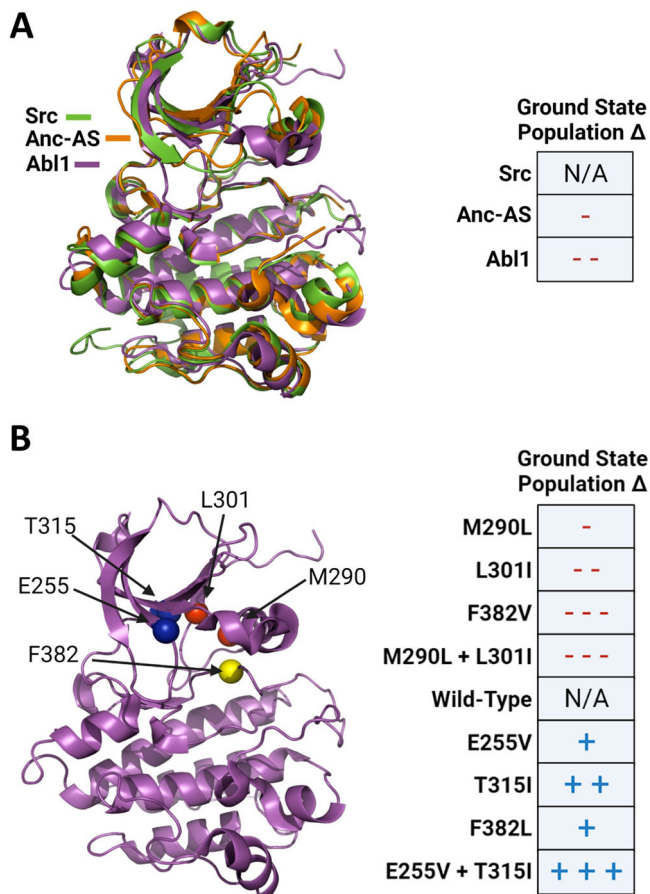 A
Src
Anc-AS
Abl1
Ground State
Population Δ
Src N/A
Anc-AS -
Abl1 - -
B
L301
T315
E255
M290
F382
Ground State
Population Δ
M290L -
L301I - -
F382V - - -
M290L + L301I - - -
Wild-Type N/A
E255V +
T315I + +
F382L +
E255V + T315I + + +